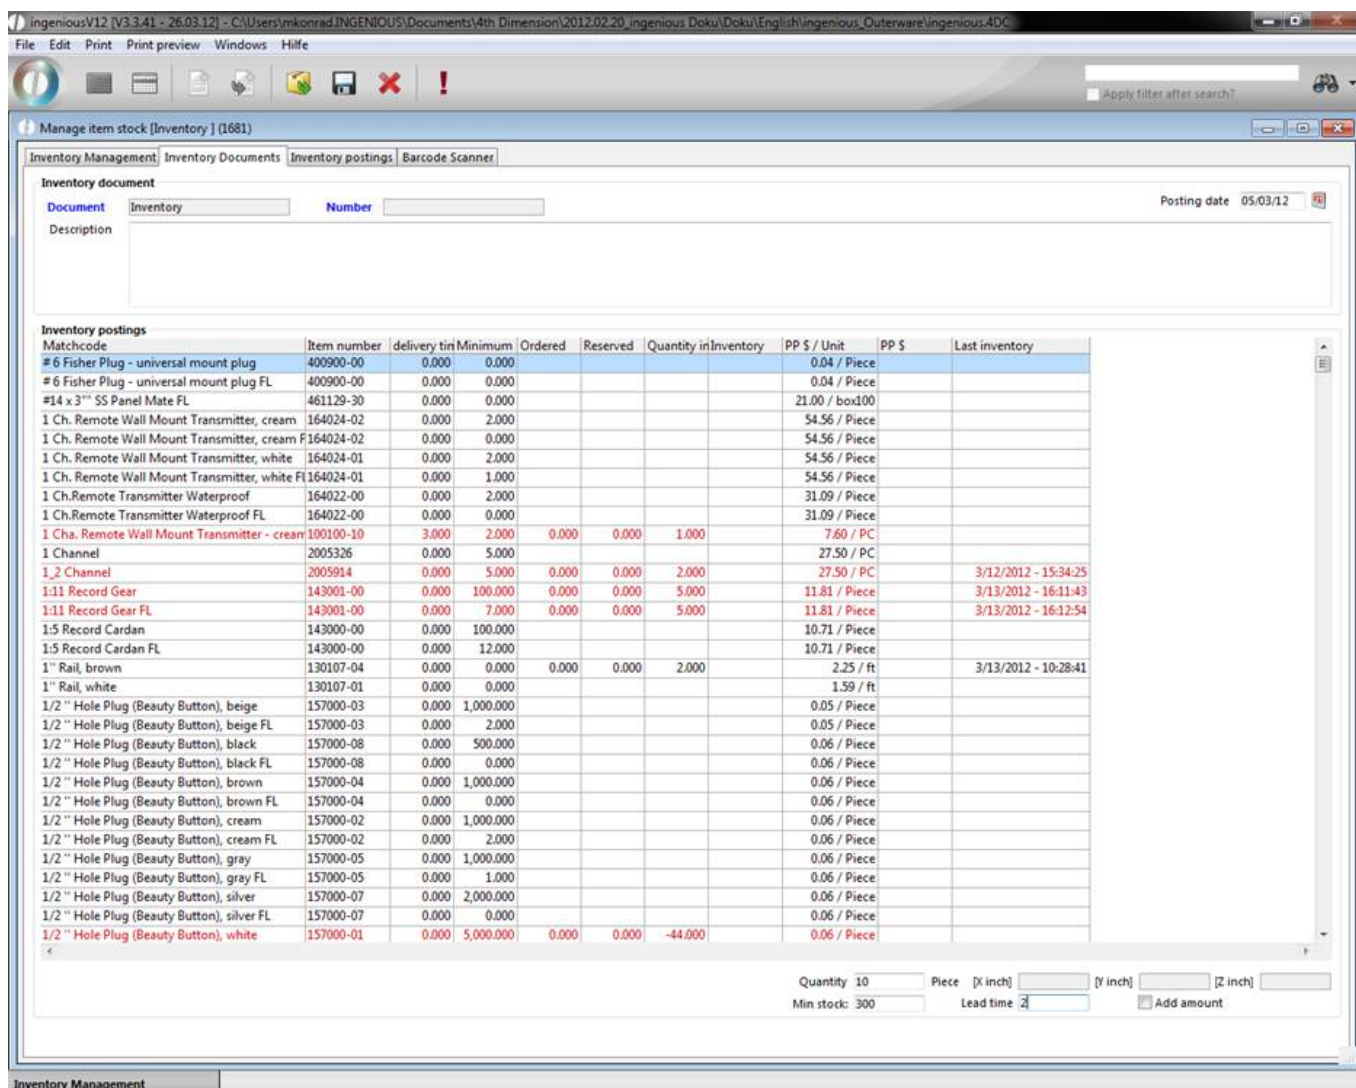 ingeniousV12 [V3.3.41 - 26.03.12] - C:\Users\mkonrad.INGENIOUS\Documents\4th Dimension\2012.02.20_ingenious Doku\Doku\English\ingenious_Outerware\ingenious.4DC
File Edit Print Print preview Windows Hilfe
Apply filter after search?
Manage item stock [Inventory ] (1681)
Inventory Management Inventory Documents Inventory postings Barcode Scanner
Inventory document
Document Inventory Number Posting date 05/03/12
Description
Inventory postings
Matchcode Item number delivery tin Minimum Ordered Reserved Quantity in Inventory PP $ / Unit PP $ Last inventory
# 6 Fisher Plug - universal mount plug 400900-00 0.000 0.000 0.04 / Piece
# 6 Fisher Plug - universal mount plug FL 400900-00 0.000 0.000 0.04 / Piece
#14 x 3"" SS Panel Mate FL 461129-30 0.000 0.000 21.00 / box100
1 Ch. Remote Wall Mount Transmitter, cream 164024-02 0.000 2.000 54.56 / Piece
1 Ch. Remote Wall Mount Transmitter, cream F 164024-02 0.000 0.000 54.56 / Piece
1 Ch. Remote Wall Mount Transmitter, white 164024-01 0.000 2.000 54.56 / Piece
1 Ch. Remote Wall Mount Transmitter, white FL 164024-01 0.000 1.000 54.56 / Piece
1 Ch.Remote Transmitter Waterproof 164022-00 0.000 2.000 31.09 / Piece
1 Ch.Remote Transmitter Waterproof FL 164022-00 0.000 0.000 31.09 / Piece
1 Cha. Remote Wall Mount Transmitter - cream 100100-10 3.000 2.000 0.000 0.000 1.000 7.60 / PC
1 Channel 2005326 0.000 5.000 27.50 / PC
1_2 Channel 2005914 0.000 5.000 0.000 0.000 2.000 27.50 / PC 3/12/2012 - 15:34:25
1:11 Record Gear 143001-00 0.000 100.000 0.000 0.000 5.000 11.81 / Piece 3/13/2012 - 16:11:43
1:11 Record Gear FL 143001-00 0.000 7.000 0.000 0.000 5.000 11.81 / Piece 3/13/2012 - 16:12:54
1:5 Record Cardan 143000-00 0.000 100.000 10.71 / Piece
1:5 Record Cardan FL 143000-00 0.000 12.000 10.71 / Piece
1" Rail, brown 130107-04 0.000 0.000 0.000 0.000 2.000 2.25 / ft 3/13/2012 - 10:28:41
1" Rail, white 130107-01 0.000 0.000 1.59 / ft
1/2 " Hole Plug (Beauty Button), beige 157000-03 0.000 1,000.000 0.05 / Piece
1/2 " Hole Plug (Beauty Button), beige FL 157000-03 0.000 2.000 0.05 / Piece
1/2 " Hole Plug (Beauty Button), black 157000-08 0.000 500.000 0.06 / Piece
1/2 " Hole Plug (Beauty Button), black FL 157000-08 0.000 0.000 0.06 / Piece
1/2 " Hole Plug (Beauty Button), brown 157000-04 0.000 1,000.000 0.06 / Piece
1/2 " Hole Plug (Beauty Button), brown FL 157000-04 0.000 0.000 0.06 / Piece
1/2 " Hole Plug (Beauty Button), cream 157000-02 0.000 1,000.000 0.06 / Piece
1/2 " Hole Plug (Beauty Button), cream FL 157000-02 0.000 2.000 0.06 / Piece
1/2 " Hole Plug (Beauty Button), gray 157000-05 0.000 1,000.000 0.06 / Piece
1/2 " Hole Plug (Beauty Button), gray FL 157000-05 0.000 1.000 0.06 / Piece
1/2 " Hole Plug (Beauty Button), silver 157000-07 0.000 2,000.000 0.06 / Piece
1/2 " Hole Plug (Beauty Button), silver FL 157000-07 0.000 0.000 0.06 / Piece
1/2 " Hole Plug (Beauty Button), white 157000-01 0.000 5,000.000 0.000 0.000 -44.000 0.06 / Piece
Quantity 10 Piece [X inch] [Y inch] [Z inch]
Min stock: 300 Lead time 2 Add amount
Inventory Management